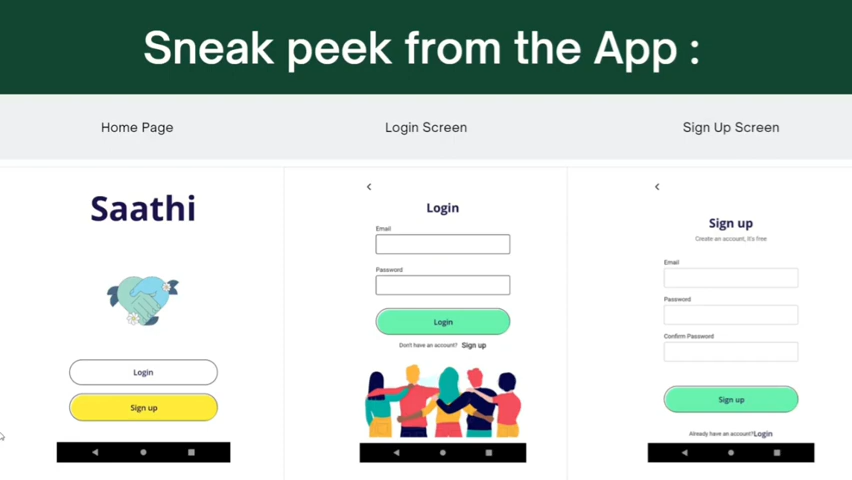 Sneak peek from the App :
Home Page
Login Screen
Sign Up Screen
Saathi
Login
Sign up
Login
Email
Password
Login
Don't have an account? Sign up
Sign up
Create an account, it's free
Email
Password
Confirm Password
Sign up
Already have an account?Login